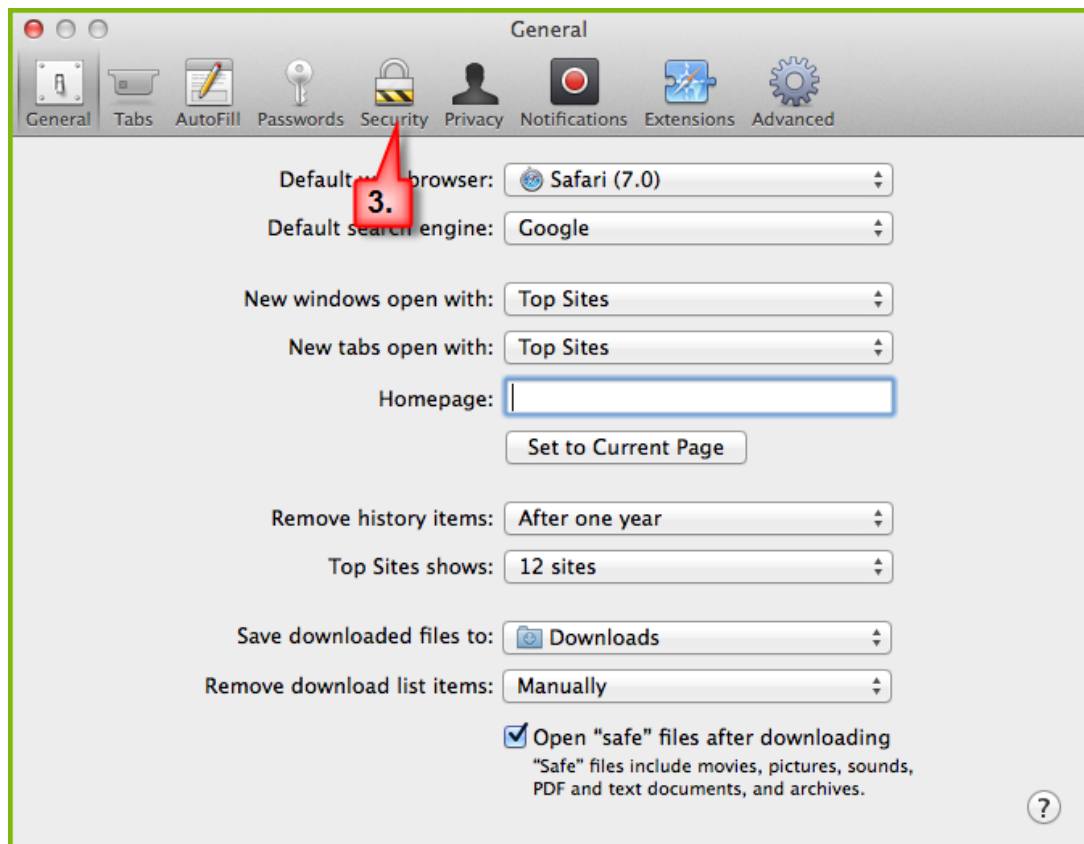 General
General Tabs AutoFill Passwords Security Privacy Notifications Extensions Advanced
3.
Default web browser: Safari (7.0)
Default search engine: Google
New windows open with: Top Sites
New tabs open with: Top Sites
Homepage:
Set to Current Page
Remove history items: After one year
Top Sites shows: 12 sites
Save downloaded files to: Downloads
Remove download list items: Manually
Open “safe” files after downloading
“Safe” files include movies, pictures, sounds,
PDF and text documents, and archives.
?